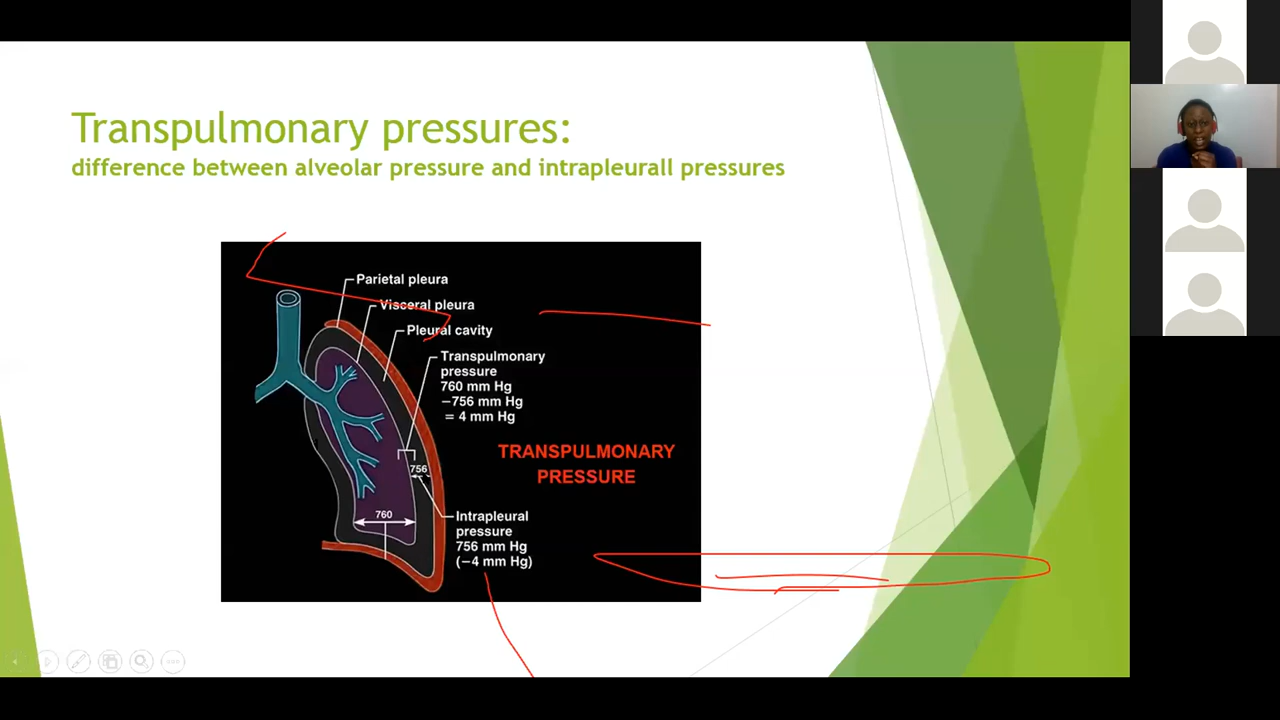 Transpulmonary pressures:
difference between alveolar pressure and intrapleurall pressures
Parietal pleura
Visceral pleura
Pleural cavity
Transpulmonary
pressure
760 mm Hg
−756 mm Hg
= 4 mm Hg
TRANSPULMONARY
PRESSURE
756
760
Intrapleural
pressure
756 mm Hg
(−4 mm Hg)